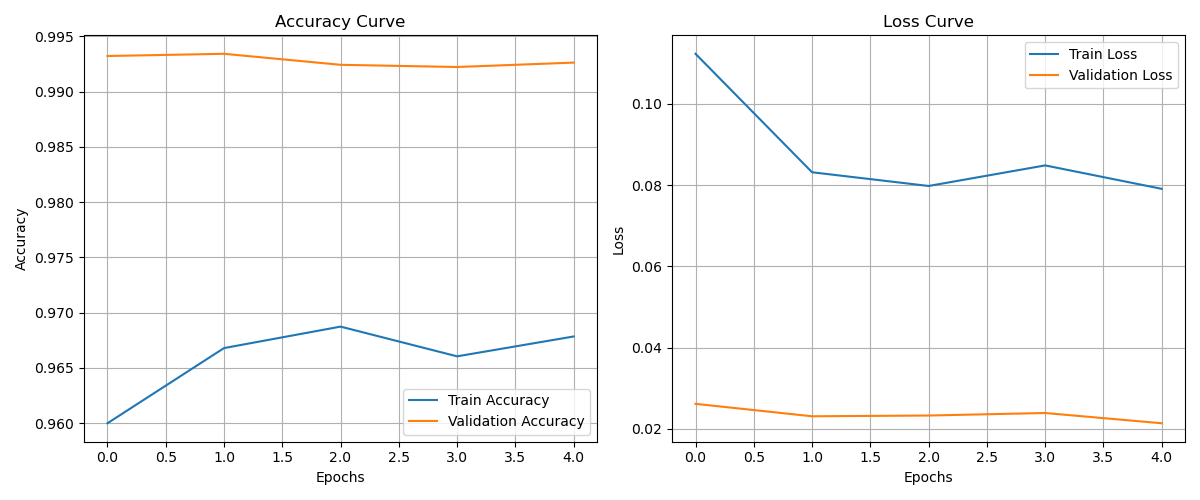 Accuracy Curve
0.995
0.990
0.985
0.980
0.975
0.970
0.965
0.960
Accuracy
0.0 0.5 1.0 1.5 2.0 2.5 3.0 3.5 4.0
Epochs
Train Accuracy
Validation Accuracy
Loss Curve
0.10
0.08
0.06
0.04
0.02
Loss
0.0 0.5 1.0 1.5 2.0 2.5 3.0 3.5 4.0
Epochs
Train Loss
Validation Loss